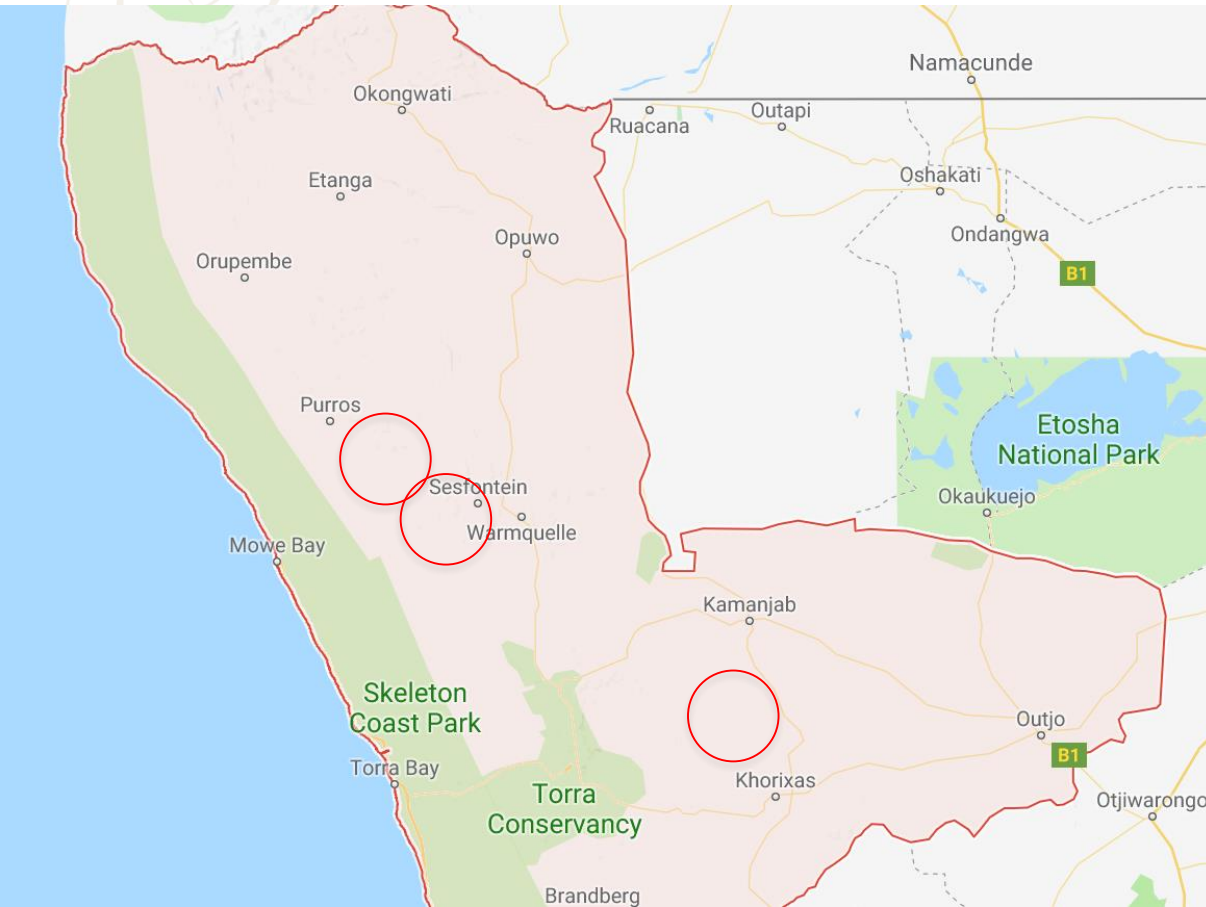 Namacunde
Okongwati
Outapi
Ruacana
Oshakati
Etanga
Opuwo
Ondangwa
Orupembe
B1
Purros
Etosha
National Park
Sesfontein
Okaukuejo
Warmquelle
Mowe Bay
Kamanjab
Skeleton
Coast Park
Outjo
B1
Torra Bay
Khorixas
Torra
Conservancy
Otjiwarongo
Brandberg